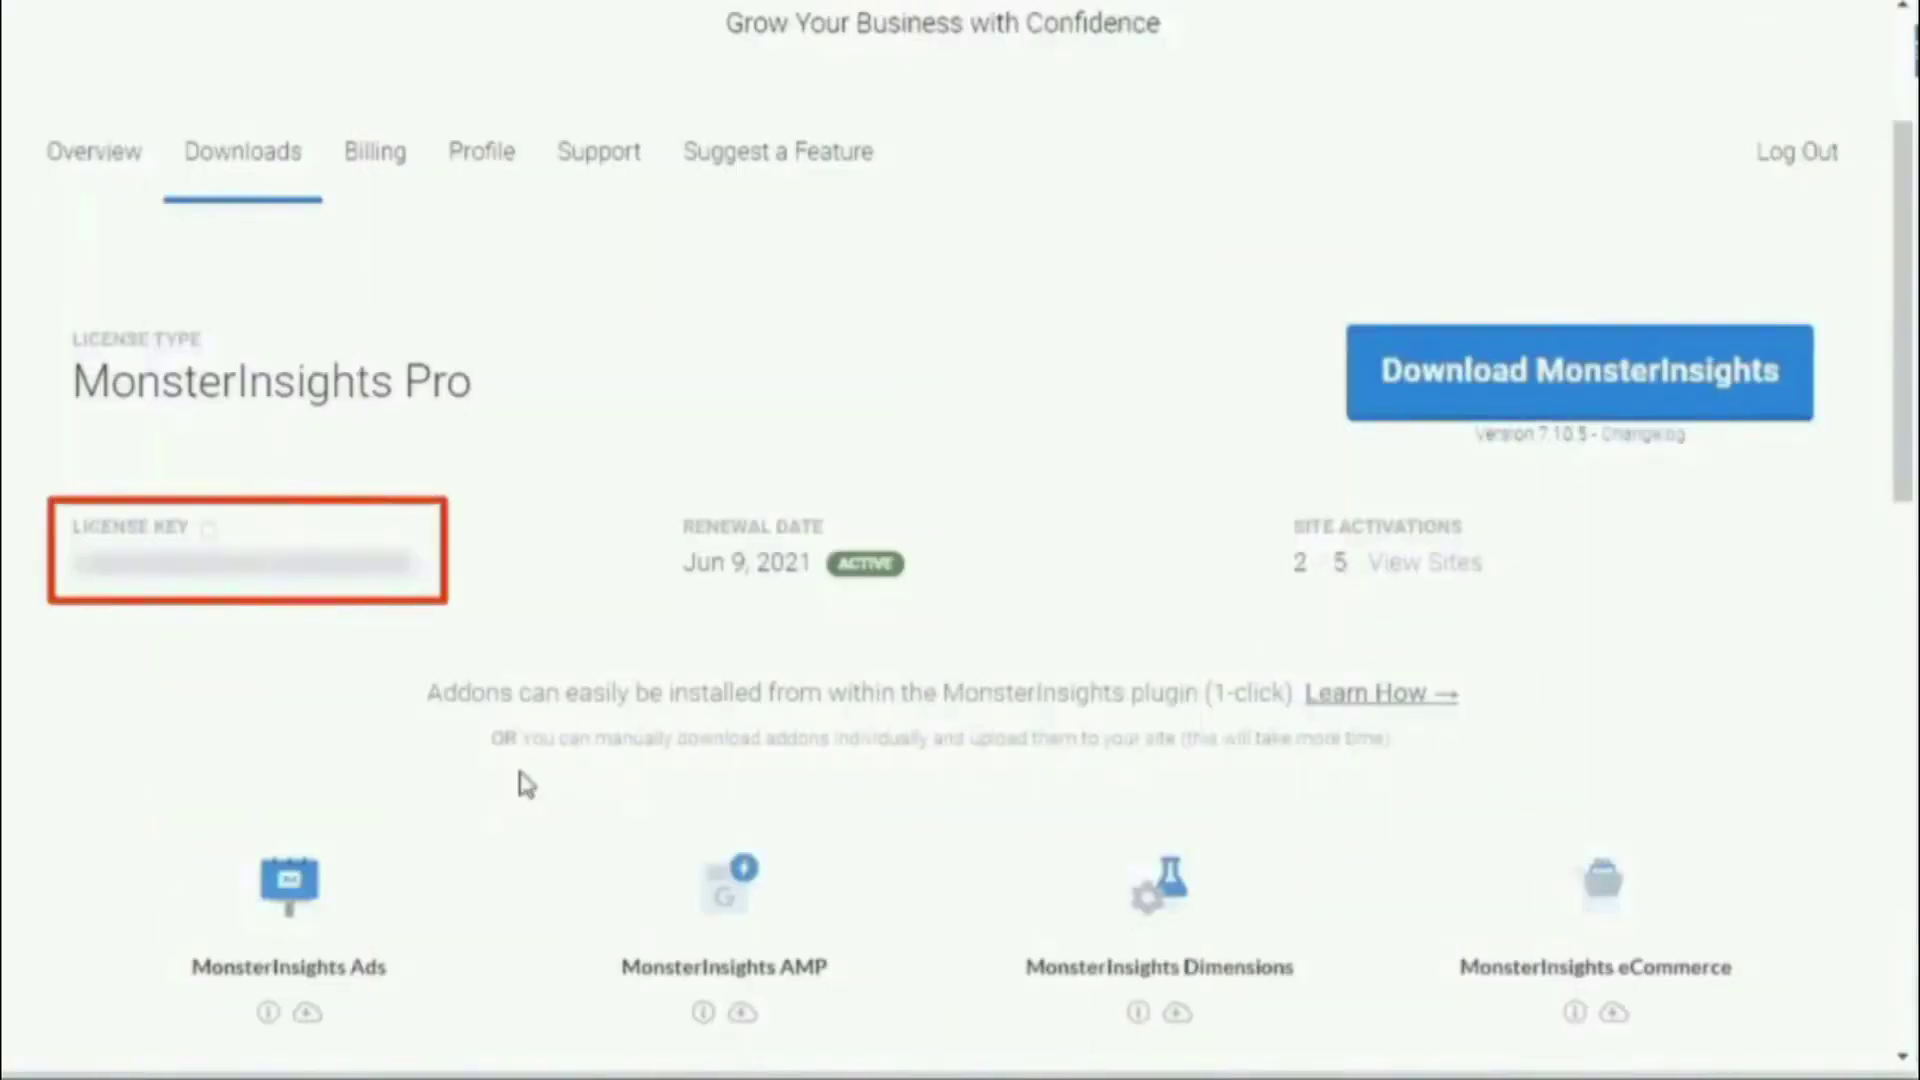 Grow Your Business with Confidence
Overview Downloads Billing Profile Support Suggest a Feature Log Out
LICENSE TYPE
MonsterInsights Pro
Download MonsterInsights
Version 7.10.5 - Changelog
LICENSE KEY
RENEWAL DATE
Jun 9, 2021 ACTIVE
SITE ACTIVATIONS
2 5 View Sites
Addons can easily be installed from within the MonsterInsights plugin (1-click) Learn How →
OR you can manually download addons individually and upload them to your site (this will take more time)
MonsterInsights Ads
MonsterInsights AMP
MonsterInsights Dimensions
MonsterInsights eCommerce